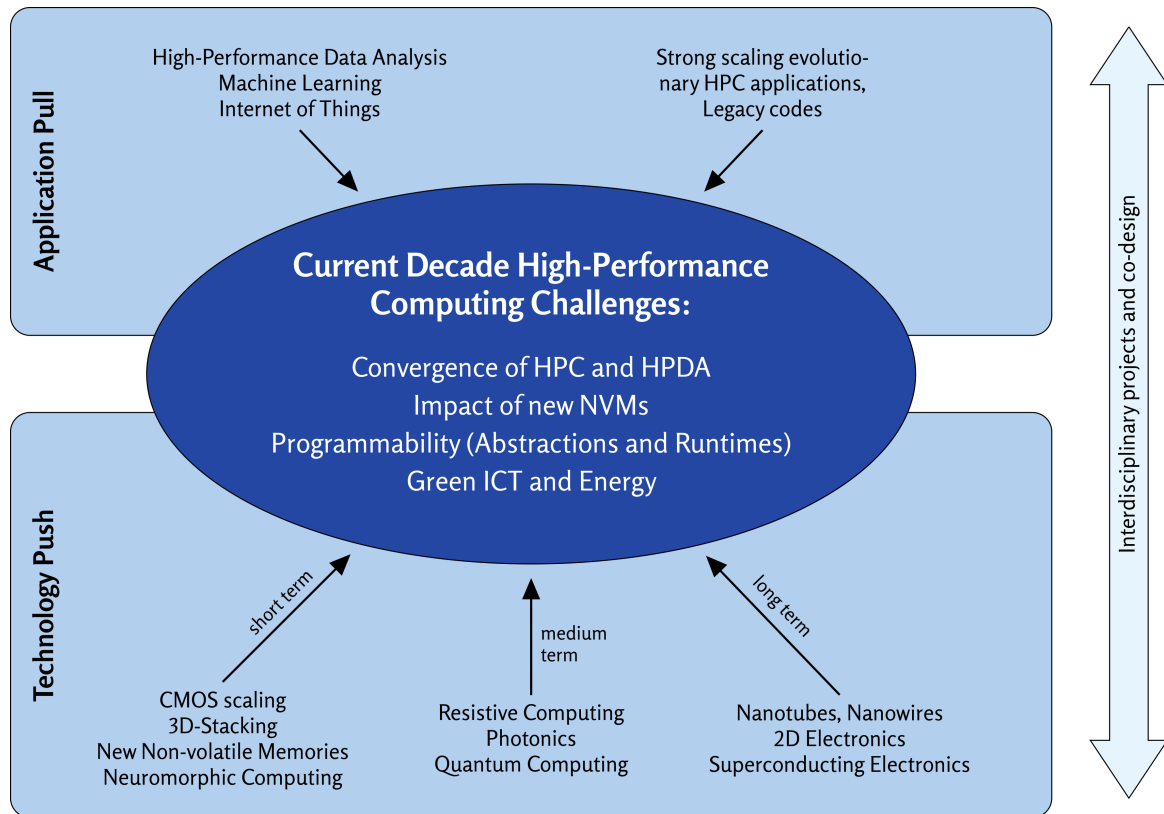 Application Pull
High-Performance Data Analysis
Machine Learning
Internet of Things
Strong scaling evolutio-
nary HPC applications,
Legacy codes
Current Decade High-Performance
Computing Challenges:
Convergence of HPC and HPDA
Impact of new NVMs
Programmability (Abstractions and Runtimes)
Green ICT and Energy
Technology Push
short term
medium
term
long term
CMOS scaling
3D-Stacking
New Non-volatile Memories
Neuromorphic Computing
Resistive Computing
Photonics
Quantum Computing
Nanotubes, Nanowires
2D Electronics
Superconducting Electronics
Interdisciplinary projects and co-design